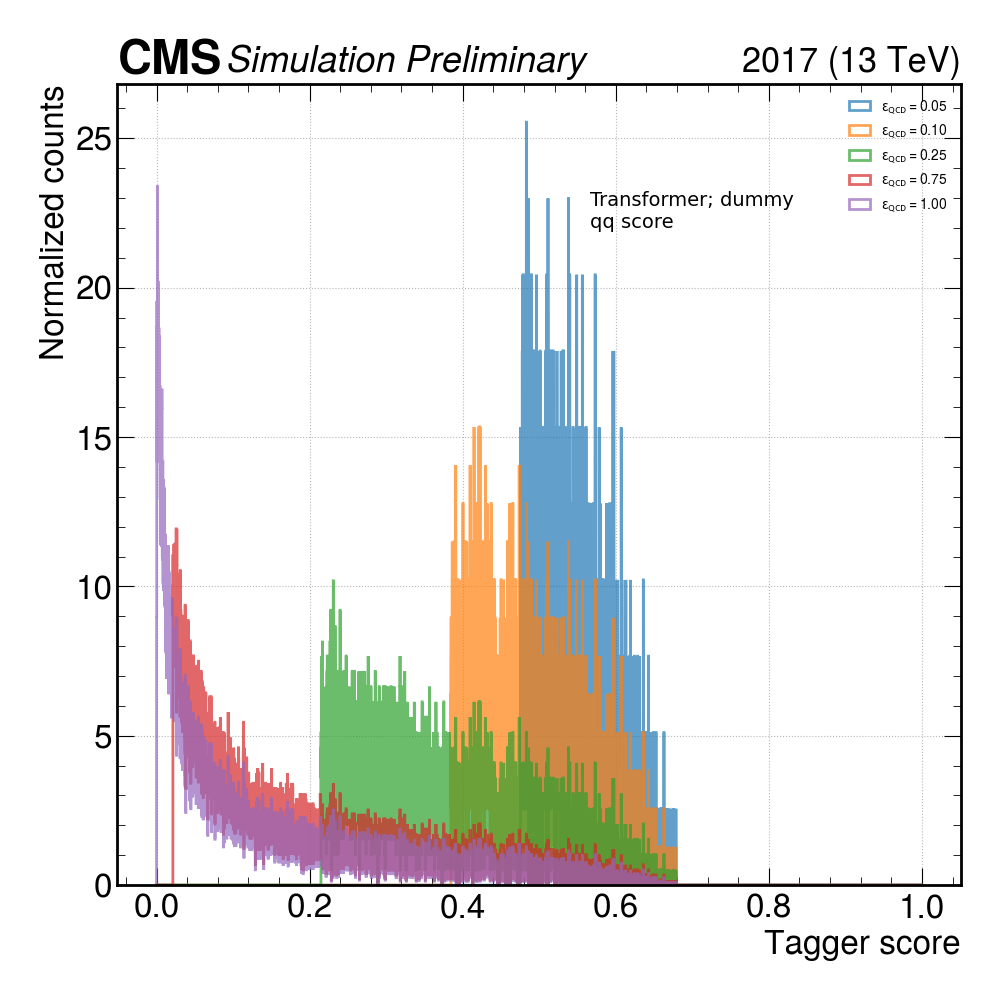 CMS Simulation Preliminary 2017 (13 TeV)
Normalized counts
25
20
15
10
5
0
εQCD = 0.05
εQCD = 0.10
εQCD = 0.25
εQCD = 0.75
εQCD = 1.00
Transformer; dummy
qq score
0.0 0.2 0.4 0.6 0.8 1.0
Tagger score